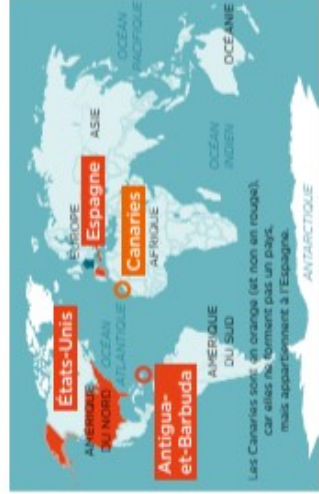 États-Unis
AMÉRIQUE
DU NORD
OCÉAN
ATLANTIQUE
EUROPE
Espagne
Canaries
AFRIQUE
ASIE
OCÉAN
PACIFIQUE
Antigua-
et-Barbuda
AMÉRIQUE
DU SUD
OCÉAN
INDIEN
OCÉANIE
Les Canaries sont en orange (et non en rouge),
car elles ne forment pas un pays,
mais appartiennent à l'Espagne.
ANTARCTIQUE